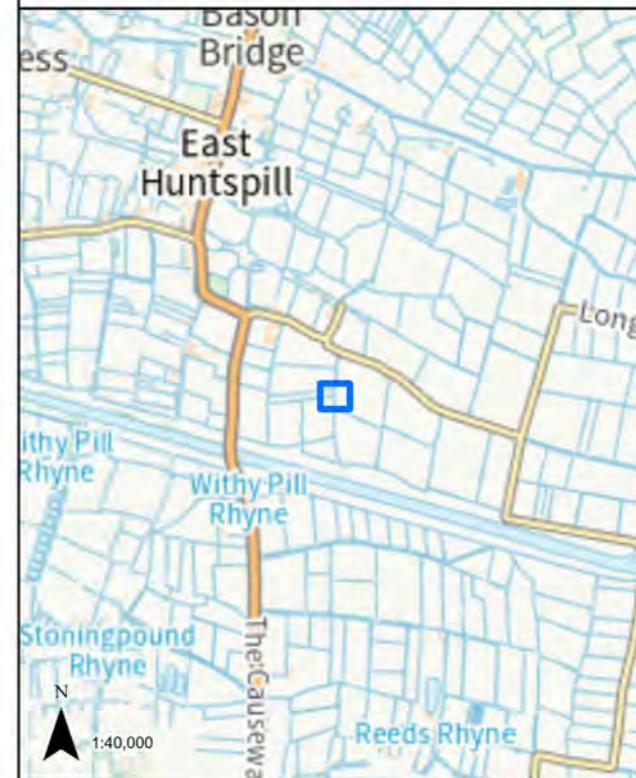 Bason
Bridge
ess
East
Huntspill
Long
ithy Pill
Rhyne
Withy Pill
Rhyne
Stoningpound
Rhyne
The Causewa
Reeds Rhyne
N
1:40,000